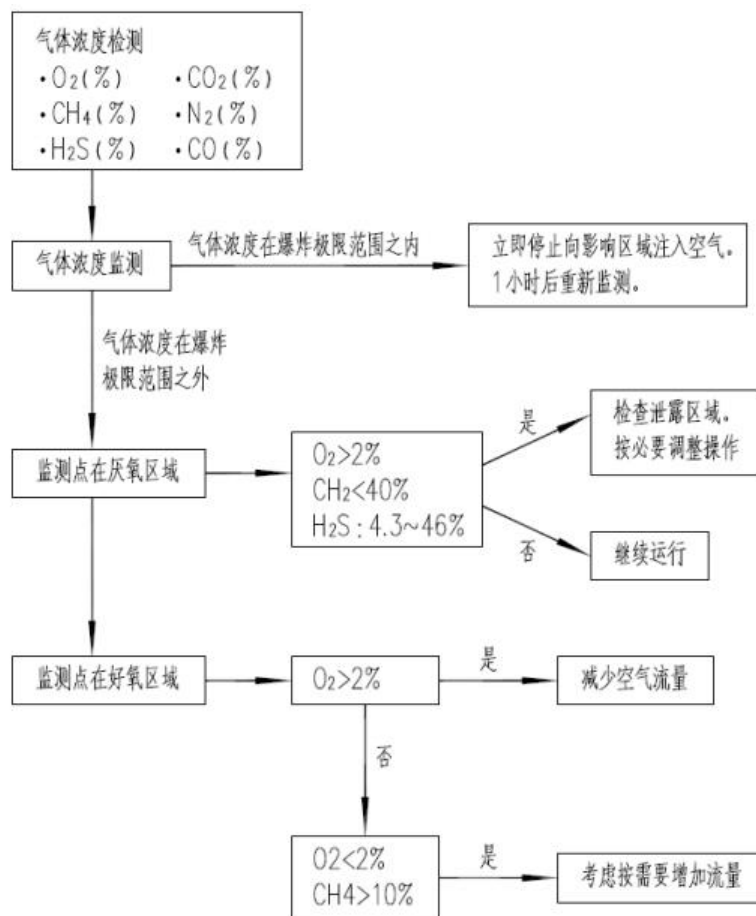 气体浓度检测
·O₂(%) ·CO₂(%)
·CH₄(%) ·N₂(%)
·H₂S(%) ·CO(%)
气体浓度监测
气体浓度在爆炸极限范围之内
立即停止向影响区域注入空气。
1小时后重新监测。
气体浓度在爆炸
极限范围之外
监测点在厌氧区域
O₂>2%
CH₂<40%
H₂S:4.3~46%
是
检查泄露区域。
按必要调整操作
否
继续运行
监测点在好氧区域
O₂>2%
是
减少空气流量
否
O2<2%
CH4>10%
是
考虑按需要增加流量